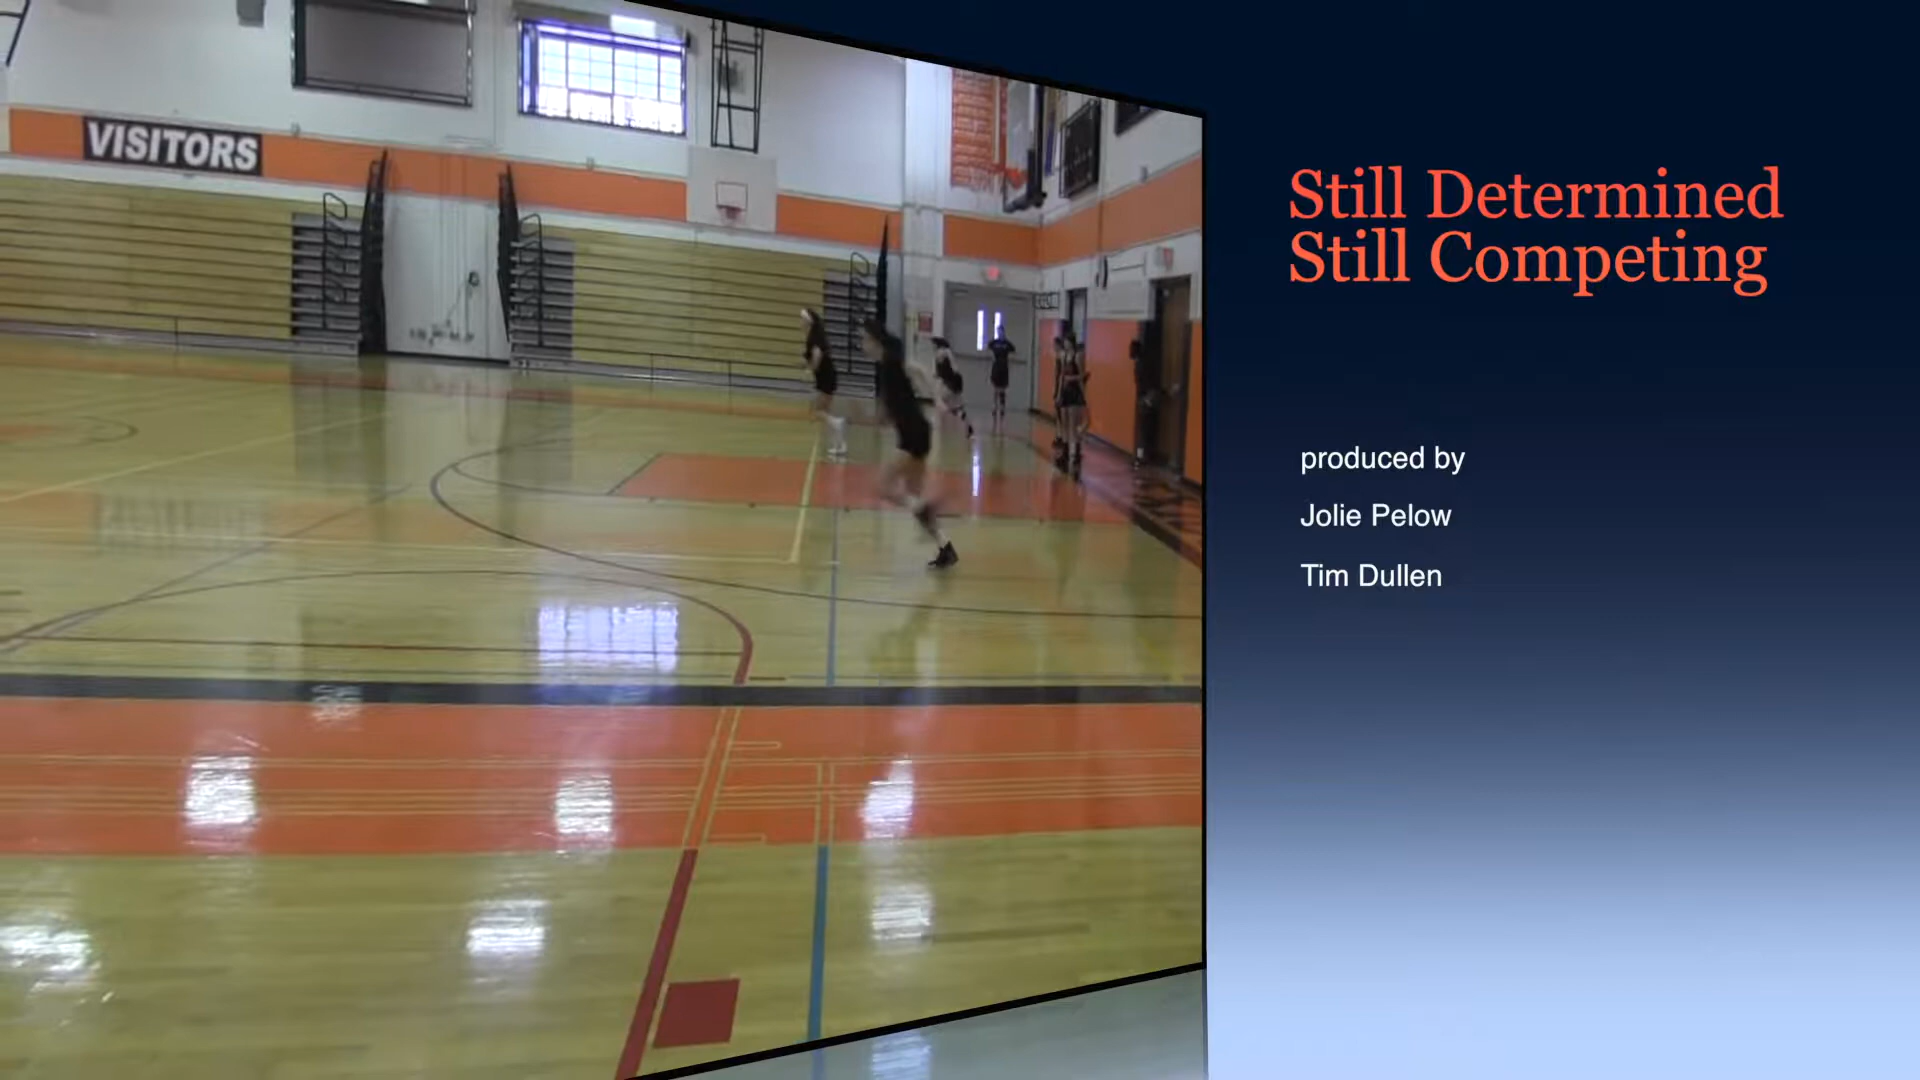 VISITORS
Still Determined
Still Competing
produced by
Jolie Pelow
Tim Dullen